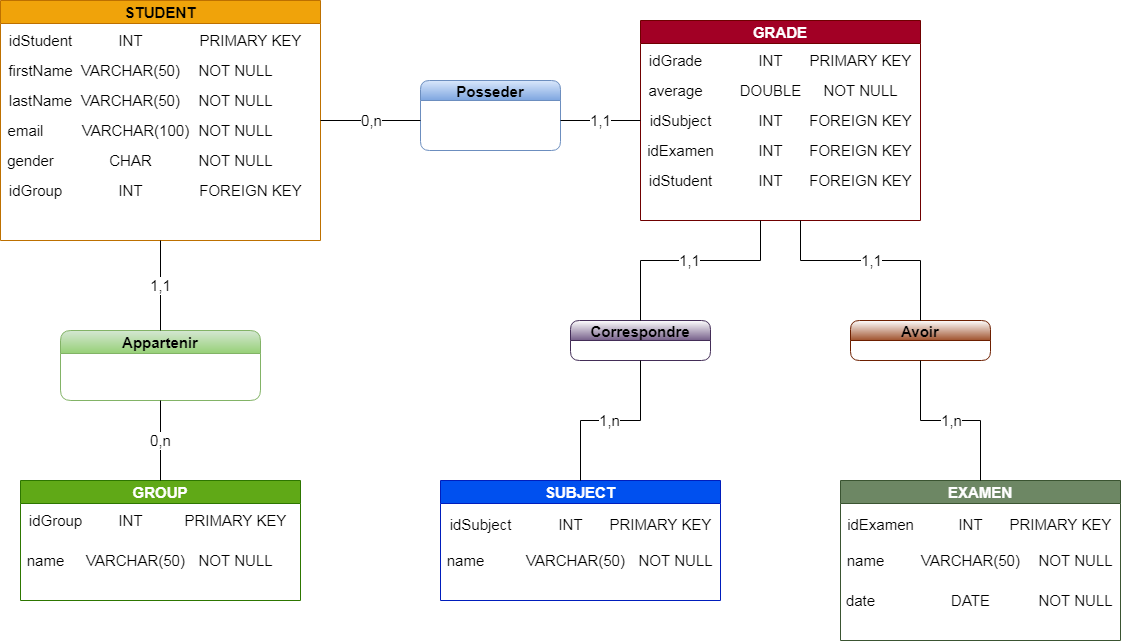 STUDENT
idStudent INT PRIMARY KEY
firstName VARCHAR(50) NOT NULL
lastName VARCHAR(50) NOT NULL
email VARCHAR(100) NOT NULL
gender CHAR NOT NULL
idGroup INT FOREIGN KEY
0,n
Posseder
1,1
GRADE
idGrade INT PRIMARY KEY
average DOUBLE NOT NULL
idSubject INT FOREIGN KEY
idExamen INT FOREIGN KEY
idStudent INT FOREIGN KEY
1,1
Appartenir
0,n
1,1
Correspondre
1,n
1,1
Avoir
1,n
GROUP
idGroup INT PRIMARY KEY
name VARCHAR(50) NOT NULL
SUBJECT
idSubject INT PRIMARY KEY
name VARCHAR(50) NOT NULL
EXAMEN
idExamen INT PRIMARY KEY
name VARCHAR(50) NOT NULL
date DATE NOT NULL